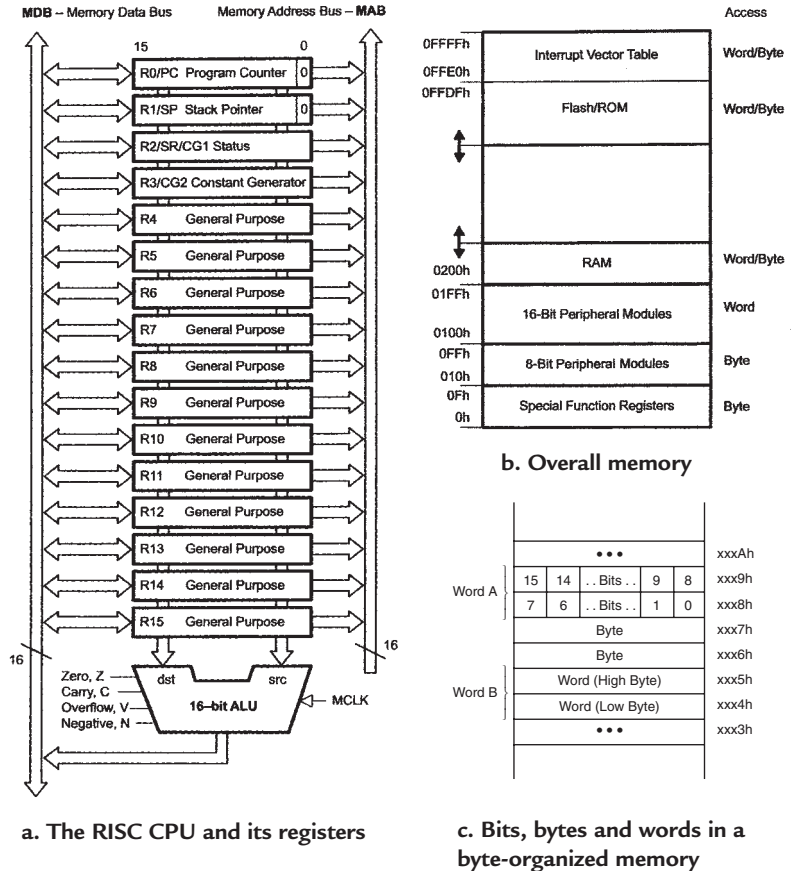 MDB – Memory Data Bus
Memory Address Bus – MAB
15 0
R0/PC Program Counter 0
R1/SP Stack Pointer 0
R2/SR/CG1 Status
R3/CG2 Constant Generator
R4 General Purpose
R5 General Purpose
R6 General Purpose
R7 General Purpose
R8 General Purpose
R9 General Purpose
R10 General Purpose
R11 General Purpose
R12 General Purpose
R13 General Purpose
R14 General Purpose
R15 General Purpose
16
16
Zero, Z
Carry, C
Overflow, V
Negative, N
dst src
16–bit ALU
MCLK
a. The RISC CPU and its registers
Access
0FFFFh
Interrupt Vector Table Word/Byte
0FFE0h
0FFDFh
Flash/ROM Word/Byte
RAM Word/Byte
0200h
01FFh
16-Bit Peripheral Modules Word
0100h
0FFh
8-Bit Peripheral Modules Byte
010h
0Fh
Special Function Registers Byte
0h
b. Overall memory
••• xxxAh
Word A
15 14 . . Bits . . 9 8 xxx9h
7 6 . . Bits . . 1 0 xxx8h
Byte xxx7h
Byte xxx6h
Word B
Word (High Byte) xxx5h
Word (Low Byte) xxx4h
••• xxx3h
c. Bits, bytes and words in a
byte-organized memory